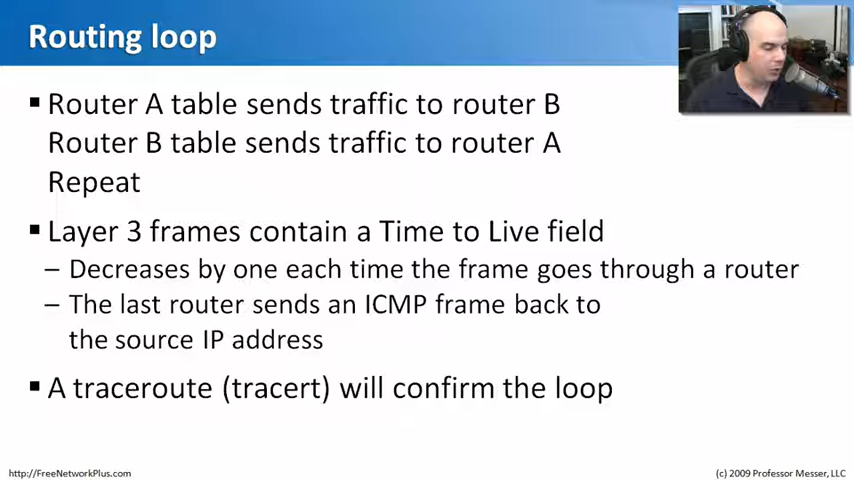 Routing loop
▪ Router A table sends traffic to router B
Router B table sends traffic to router A
Repeat
▪ Layer 3 frames contain a Time to Live field
– Decreases by one each time the frame goes through a router
– The last router sends an ICMP frame back to
the source IP address
▪ A traceroute (tracert) will confirm the loop
http://FreeNetworkPlus.com
(c) 2009 Professor Messer, LLC